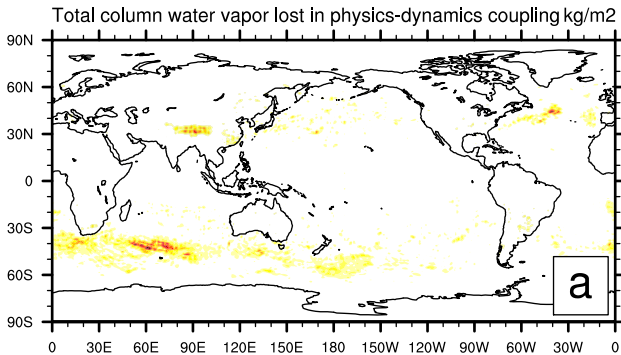 Total column water vapor lost in physics-dynamics coupling kg/m2
90N
60N
30N
0
30S
60S
90S
a
0 30E 60E 90E 120E 150E 180 150W 120W 90W 60W 30W 0